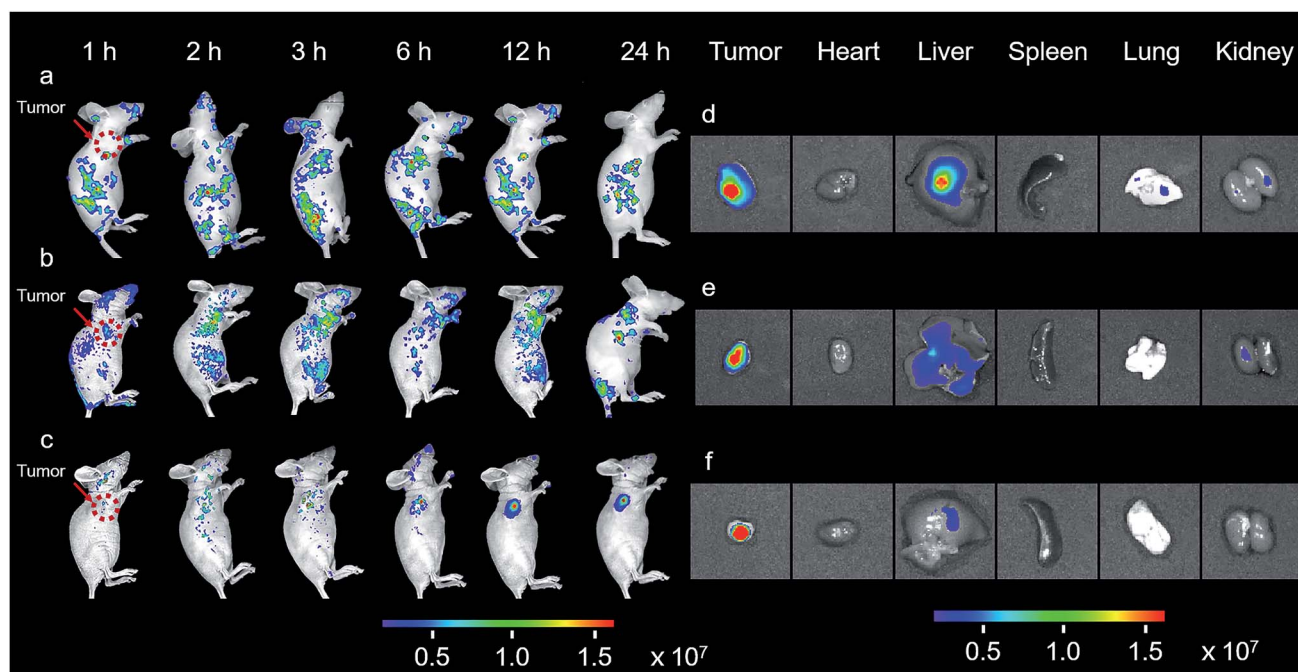 1 h 2 h 3 h 6 h 12 h 24 h Tumor Heart Liver Spleen Lung Kidney
a
Tumor
d
b
Tumor
e
c
Tumor
f
0.5 1.0 1.5 x 10⁷
0.5 1.0 1.5 x 10⁷